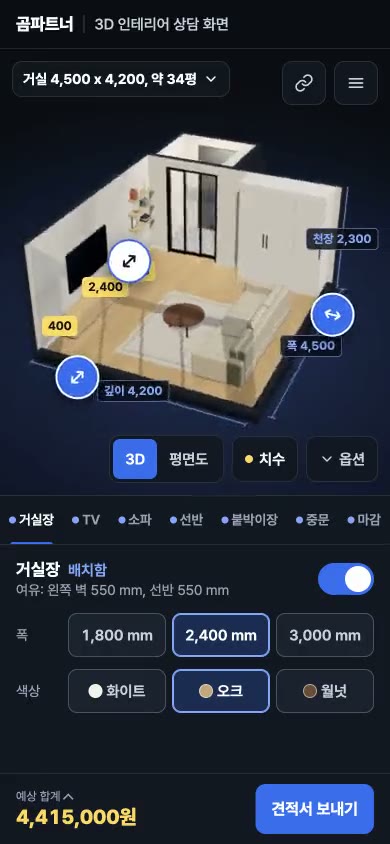 곰파트너 3D 인테리어 상담 화면
거실 4,500 x 4,200, 약 34평
천장 2,300
2,400
400
폭 4,500
깊이 4,200
3D 평면도 치수 옵션
거실장 TV 소파 선반 붙박이장 중문 마감
거실장 배치함
여유: 왼쪽 벽 550 mm, 선반 550 mm
폭 1,800 mm 2,400 mm 3,000 mm
색상 화이트 오크 월넛
예상 합계
4,415,000원
견적서 보내기